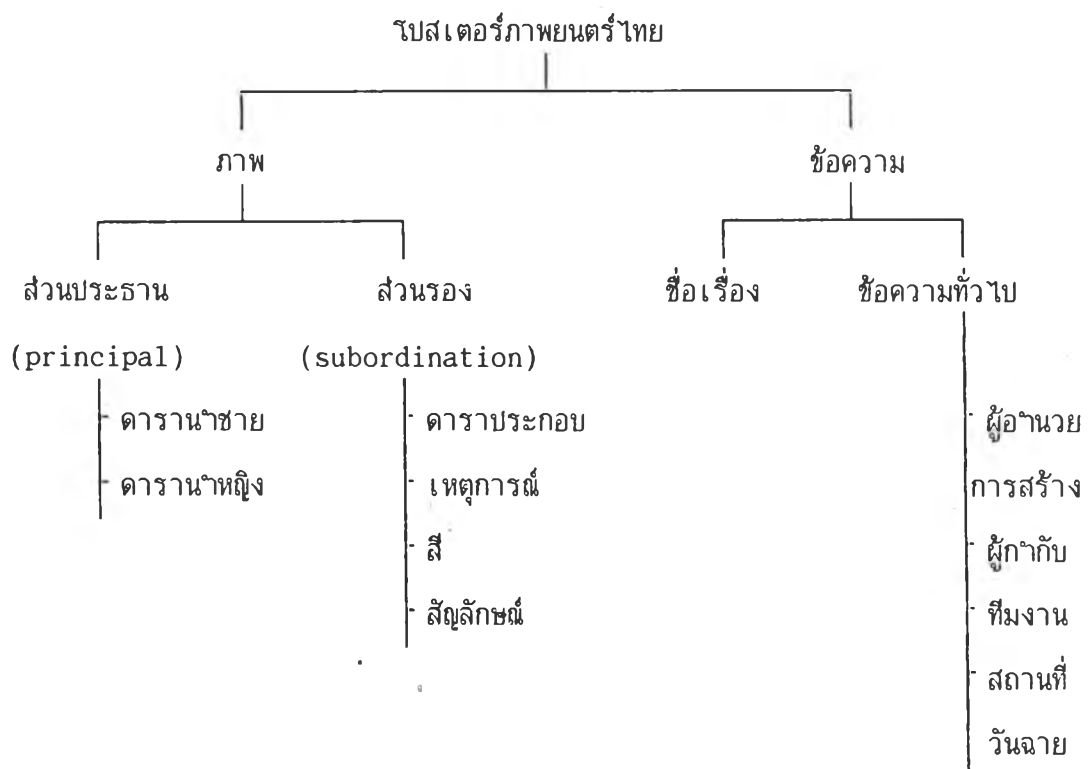 โปสเตอร์ภาพยนตร์ไทย
ภาพ
ข้อความ
ส่วนประธาน
ส่วนรอง
ชื่อเรื่อง
ข้อความทั่วไป
(principal)
(subordination)
- ดารานำชาย
- ดาราประกอบ
- ผู้อำนวย
- ดารานำหญิง
- เหตุการณ์
การสร้าง
- สี
- ผู้กำกับ
- สัญลักษณ์
- ทีมงาน
- สถานที่
- วันฉาย